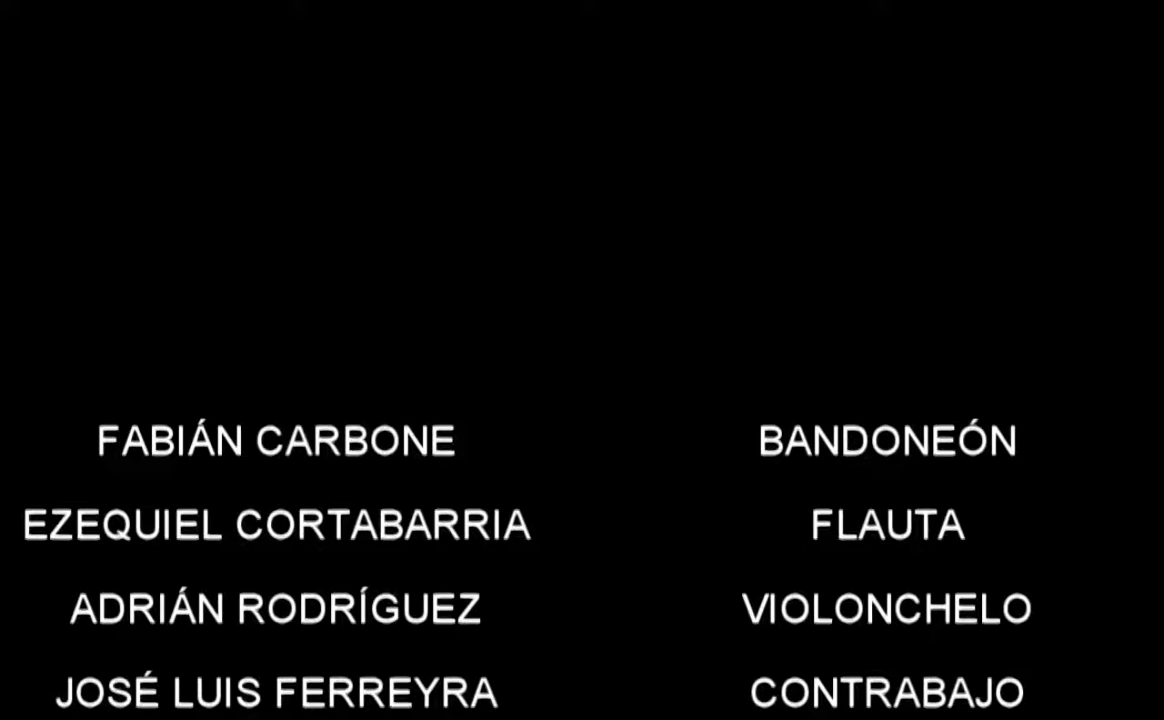 FABIÁN CARBONE BANDONEÓN
EZEQUIEL CORTABARRIA FLAUTA
ADRIÁN RODRÍGUEZ VIOLONCHELO
JOSÉ LUIS FERREYRA CONTRABAJO